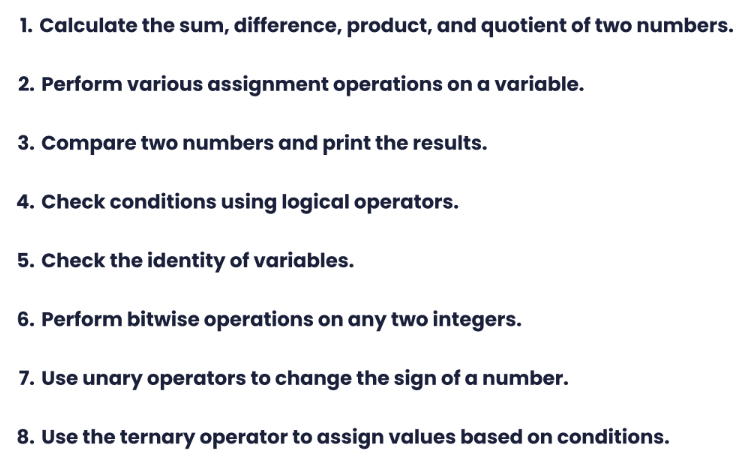 1. Calculate the sum, difference, product, and quotient of two numbers.
2. Perform various assignment operations on a variable.
3. Compare two numbers and print the results.
4. Check conditions using logical operators.
5. Check the identity of variables.
6. Perform bitwise operations on any two integers.
7. Use unary operators to change the sign of a number.
8. Use the ternary operator to assign values based on conditions.